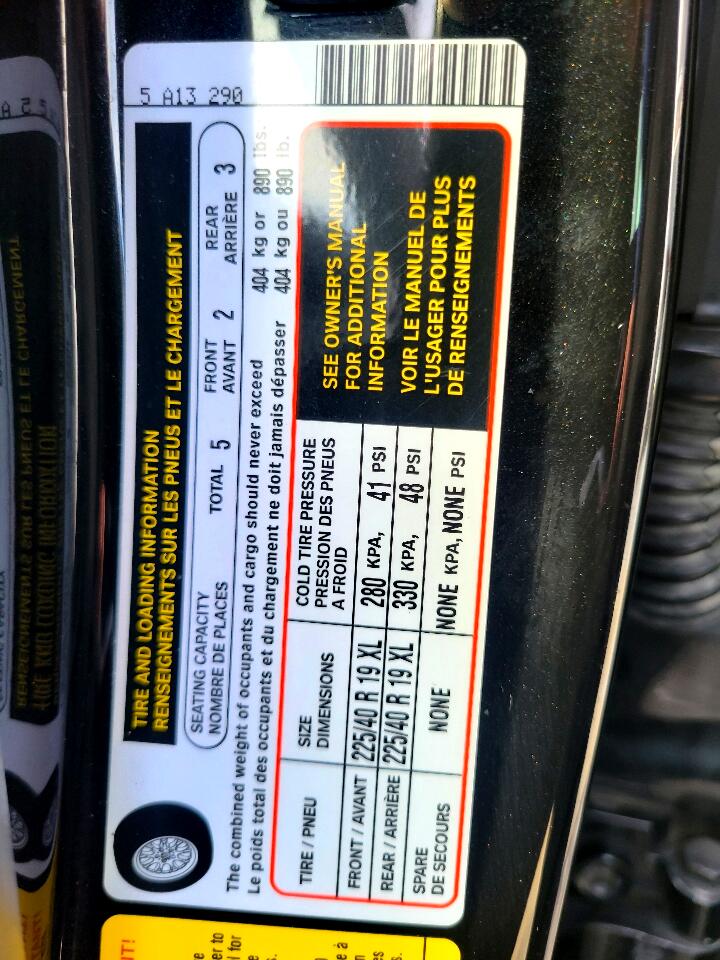 5 A13 290
TIRE AND LOADING INFORMATION
RENSEIGNEMENTS SUR LES PNEUS ET LE CHARGEMENT
SEATING CAPACITY
NOMBRE DE PLACES
TOTAL 5
FRONT
AVANT 2
REAR
ARRIÈRE 3
The combined weight of occupants and cargo should never exceed 404 kg or 890 lbs.
Le poids total des occupants et du chargement ne doit jamais dépasser 404 kg ou 890 lb.
TIRE / PNEU
SIZE
DIMENSIONS
COLD TIRE PRESSURE
PRESSION DES PNEUS
A FROID
FRONT / AVANT 225/40 R 19 XL 280 KPA, 41 PSI
REAR / ARRIÈRE 225/40 R 19 XL 330 KPA, 48 PSI
SPARE
DE SECOURS
NONE NONE KPA, NONE PSI
SEE OWNER'S MANUAL
FOR ADDITIONAL
INFORMATION
VOIR LE MANUEL DE
L'USAGER POUR PLUS
DE RENSEIGNEMENTS